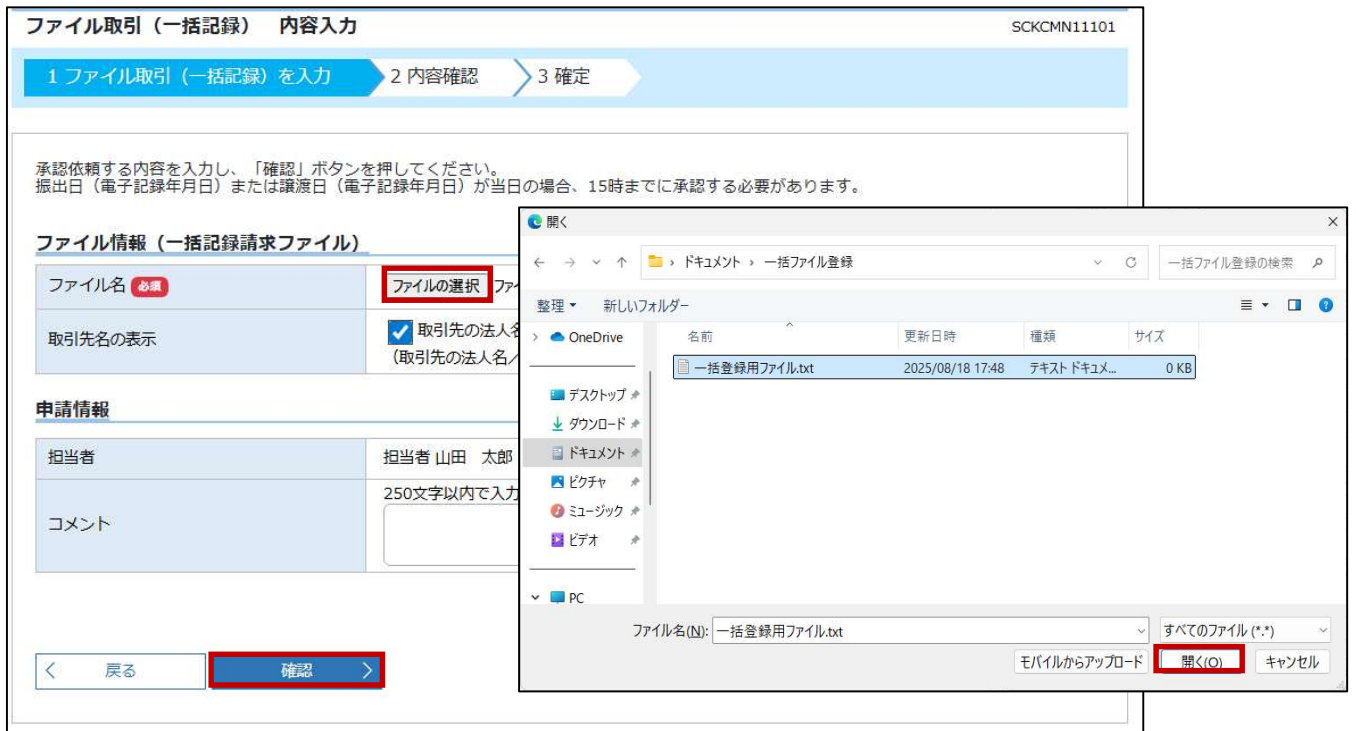 ファイル取引（一括記録）　内容入力
SCKCMN11101
1 ファイル取引（一括記録）を入力
2 内容確認
3 確定
承認依頼する内容を入力し、「確認」ボタンを押してください。
振出日（電子記録年月日）または譲渡日（電子記録年月日）が当日の場合、15時までに承認する必要があります。
ファイル情報（一括記録請求ファイル）
ファイル名 必須
ファイルの選択 ファイ
取引先名の表示
取引先の法人名
（取引先の法人名／
申請情報
担当者
担当者 山田　太郎
コメント
250文字以内で入力
戻る
確認
開く
ドキュメント › 一括ファイル登録
一括ファイル登録の検索
整理
新しいフォルダー
OneDrive
デスクトップ
ダウンロード
ドキュメント
ピクチャ
ミュージック
ビデオ
PC
名前 更新日時 種類 サイズ
一括登録用ファイル.txt 2025/08/18 17:48 テキスト ドキュメ... 0 KB
ファイル名(N): 一括登録用ファイル.txt
すべてのファイル (*.*)
モバイルからアップロード
開く(O)
キャンセル